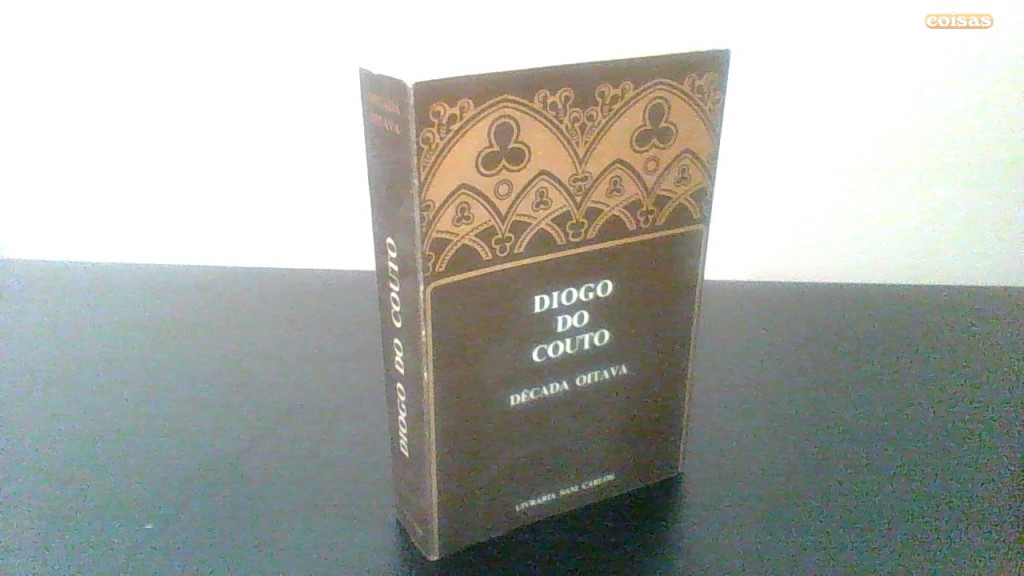 coisas
DÉCADA
OITAVA
DIOGO DO COUTO
DIOGO
DO
COUTO
DÉCADA OITAVA
LIVRARIA SAM CARLOS